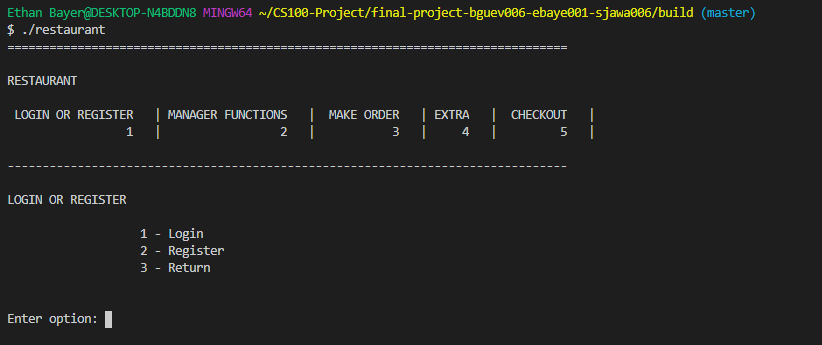 Ethan Bayer@DESKTOP-N4BDDN8 MINGW64 ~/CS100-Project/final-project-bguev006-ebaye001-sjawa006/build (master)
$ ./restaurant
================================================================================
RESTAURANT
LOGIN OR REGISTER | MANAGER FUNCTIONS | MAKE ORDER | EXTRA | CHECKOUT |
1 | 2 | 3 | 4 | 5 |
--------------------------------------------------------------------------------
LOGIN OR REGISTER
1 - Login
2 - Register
3 - Return
Enter option: